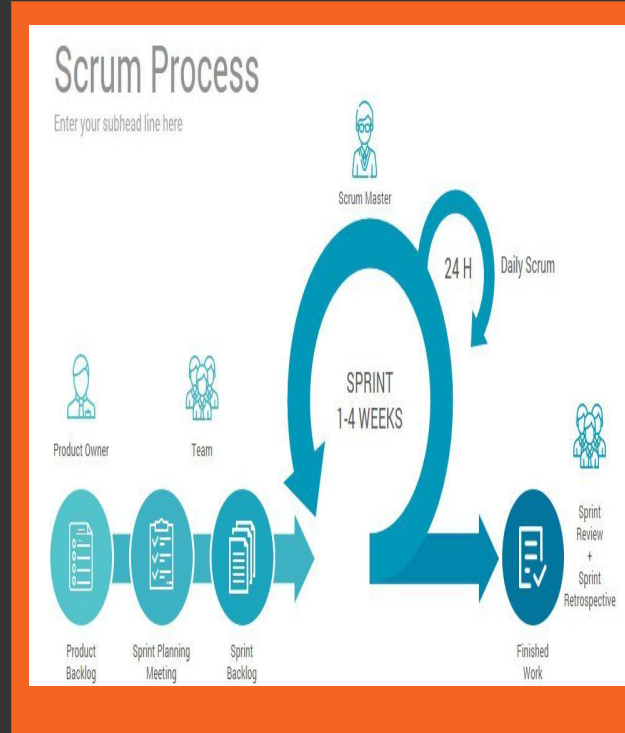 Scrum Process
Enter your subhead line here
Scrum Master
24 H
Daily Scrum
SPRINT
1-4 WEEKS
Product Owner
Team
Sprint
Review
+
Sprint
Retrospective
Product
Backlog
Sprint Planning
Meeting
Sprint
Backlog
Finished
Work